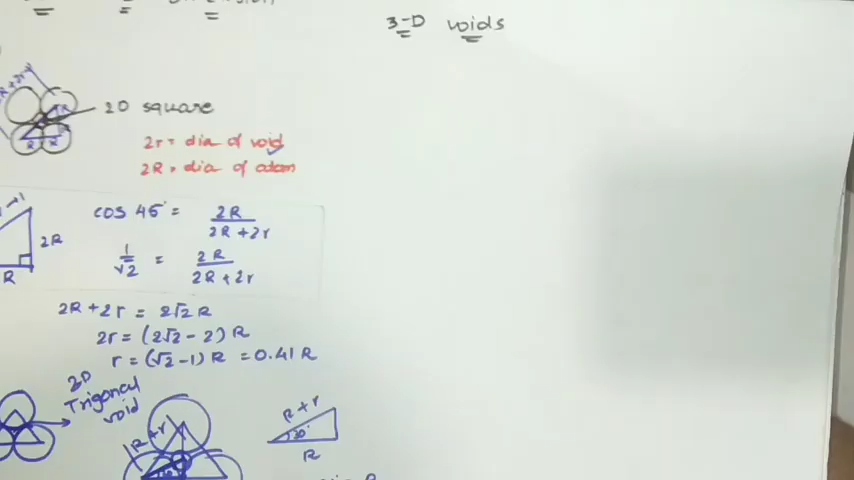 3-D voids
2D square
2r = dia of void
2R = dia of atom
cos 45° = 2R / 2R + 2r
1/√2 = 2R / 2R + 2r
2R
R
2R + 2r = 2√2 R
2r = (2√2 - 2) R
r = (√2 - 1) R = 0.41 R
2D
Trigonal
void
R + r
R + r
30°
R